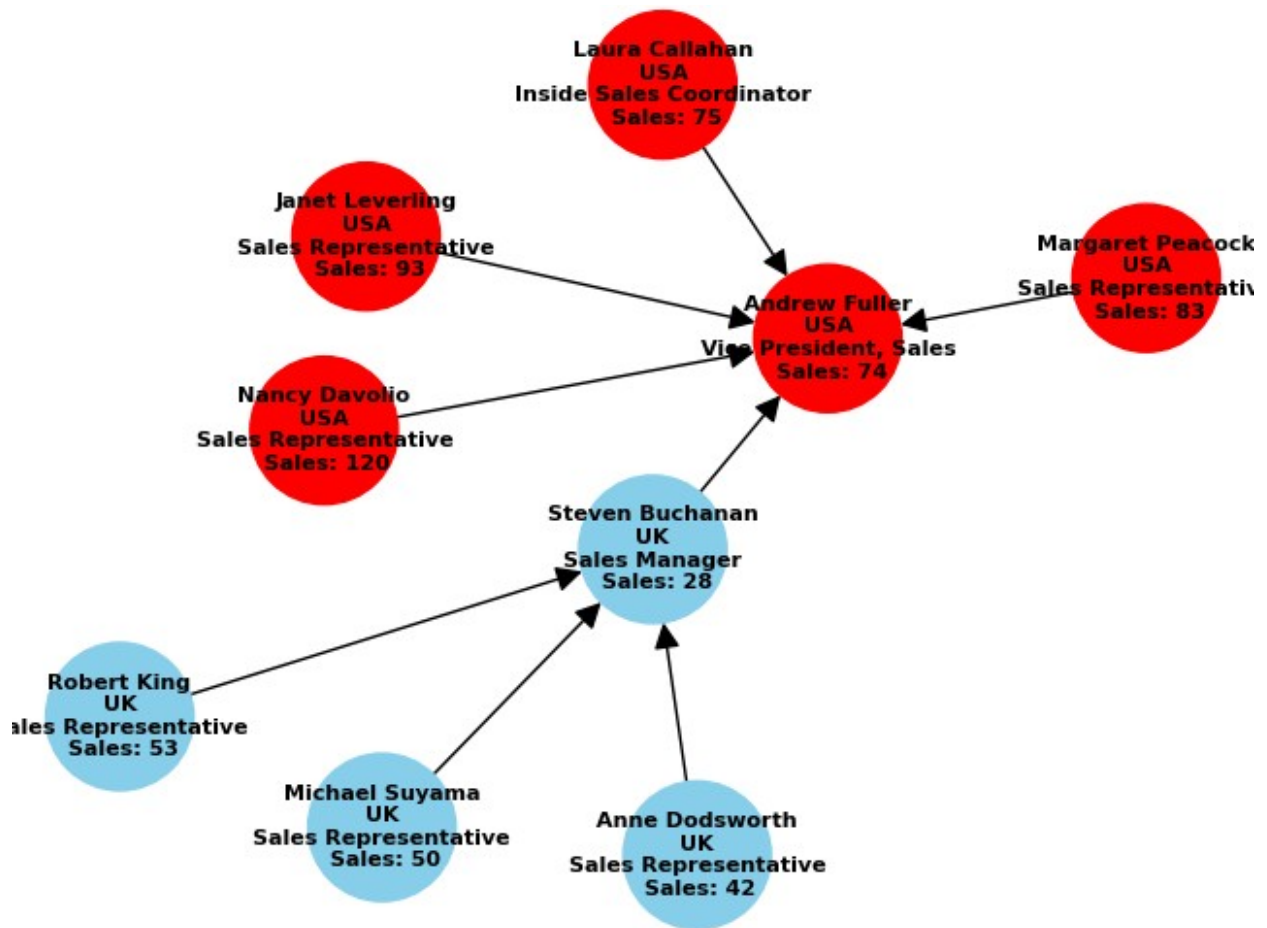 Laura Callahan
USA
Inside Sales Coordinator
Sales: 75
Janet Leverling
USA
Sales Representative
Sales: 93
Margaret Peacock
USA
Sales Representativ
Sales: 83
Andrew Fuller
USA
Vice President, Sales
Sales: 74
Nancy Davolio
USA
Sales Representative
Sales: 120
Steven Buchanan
UK
Sales Manager
Sales: 28
Robert King
UK
ales Representative
Sales: 53
Michael Suyama
UK
Sales Representative
Sales: 50
Anne Dodsworth
UK
Sales Representative
Sales: 42